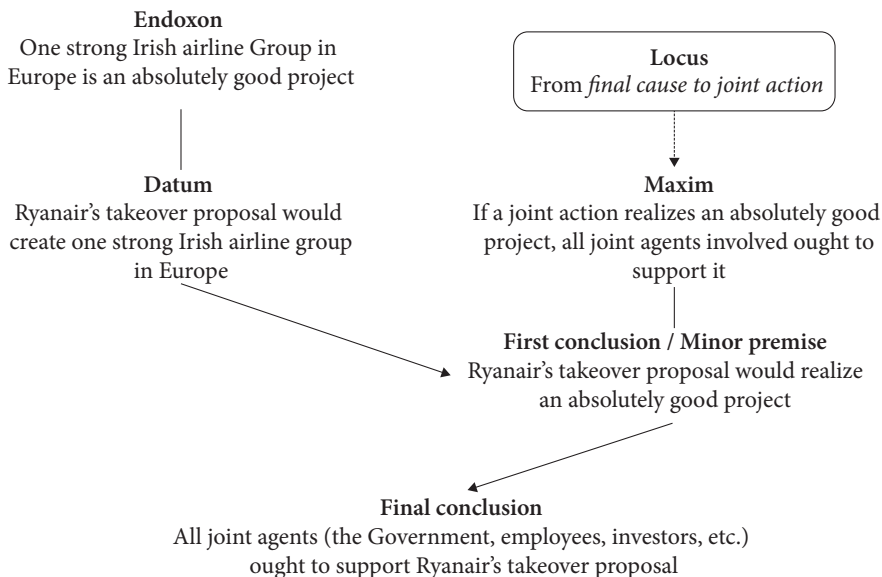 Endoxon
One strong Irish airline Group in
Europe is an absolutely good project
Locus
From final cause to joint action
Datum
Ryanair’s takeover proposal would
create one strong Irish airline group
in Europe
Maxim
If a joint action realizes an absolutely good
project, all joint agents involved ought to
support it
First conclusion / Minor premise
Ryanair’s takeover proposal would realize
an absolutely good project
Final conclusion
All joint agents (the Government, employees, investors, etc.)
ought to support Ryanair’s takeover proposal